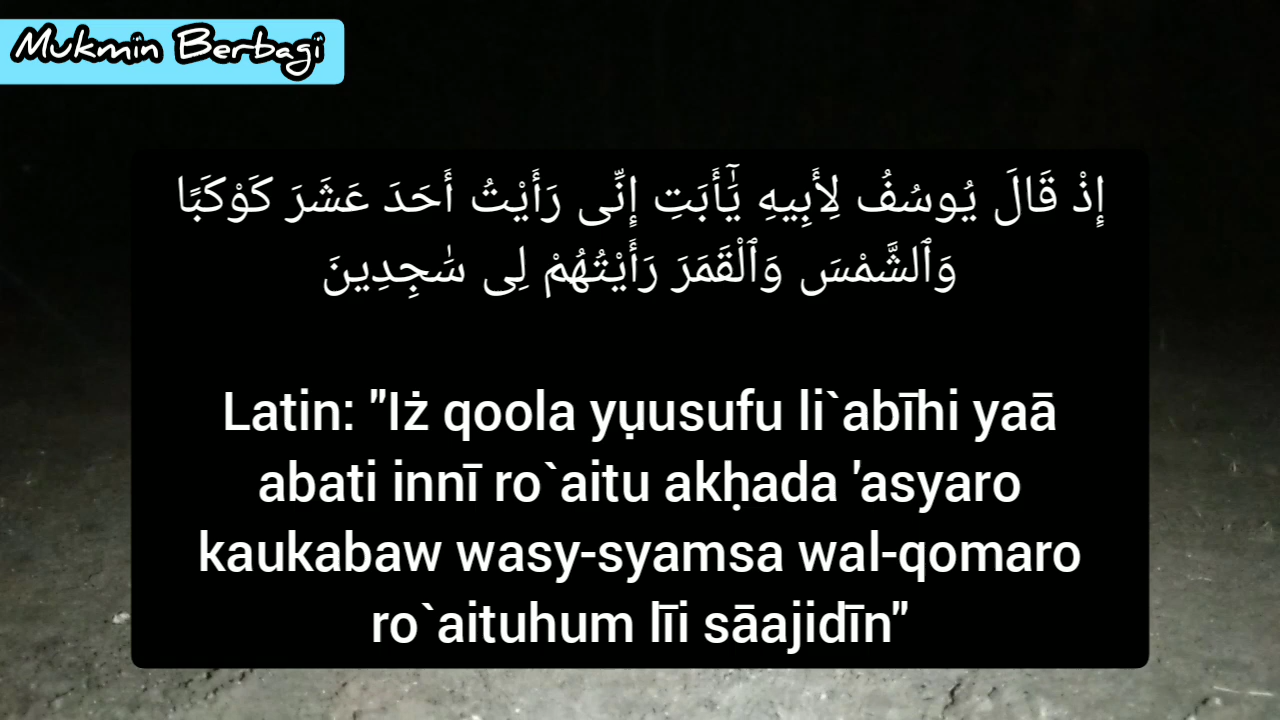 Mukmin Berbagi
إِذْ قَالَ يُوسُفُ لِأَبِيهِ يَٰٓأَبَتِ إِنِّى رَأَيْتُ أَحَدَ عَشَرَ كَوْكَبًا
وَٱلشَّمْسَ وَٱلْقَمَرَ رَأَيْتُهُمْ لِى سَٰجِدِينَ
Latin: "Iż qoola yụusufu li`abīhi yaā
abati innī ro`aitu akḥada 'asyaro
kaukabaw wasy-syamsa wal-qomaro
ro`aituhum līi sāajidīn"